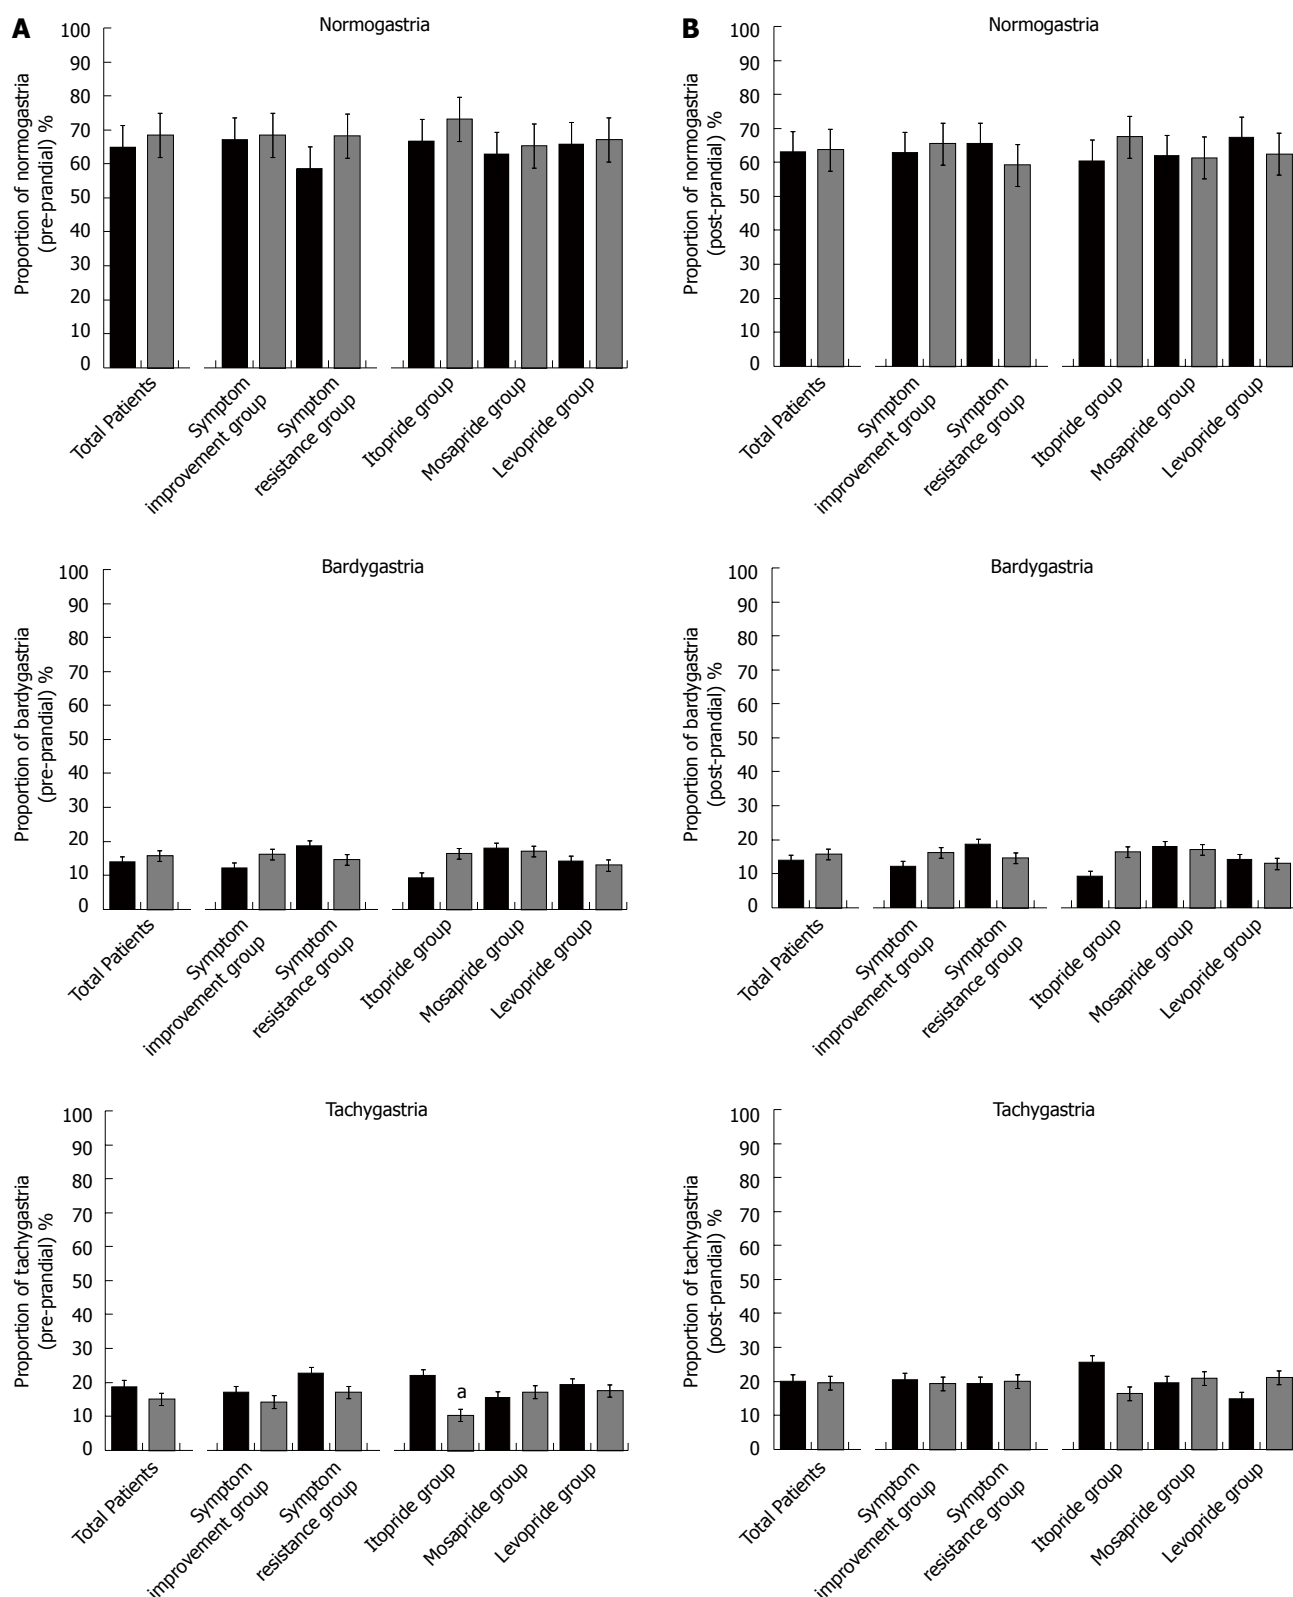 A
Normogastria
Proportion of normogastria
(pre-prandial) %
100
90
80
70
60
50
40
30
20
10
0
Total Patients
Symptom
improvement group
Symptom
resistance group
Itopride group
Mosapride group
Levopride group
B
Normogastria
Proportion of normogastria
(post-prandial) %
100
90
80
70
60
50
40
30
20
10
0
Total Patients
Symptom
improvement group
Symptom
resistance group
Itopride group
Mosapride group
Levopride group
Bardygastria
Proportion of bardygastria
(pre-prandial) %
100
90
80
70
60
50
40
30
20
10
0
Total Patients
Symptom
improvement group
Symptom
resistance group
Itopride group
Mosapride group
Levopride group
Bardygastria
Proportion of bardygastria
(post-prandial) %
100
90
80
70
60
50
40
30
20
10
0
Total Patients
Symptom
improvement group
Symptom
resistance group
Itopride group
Mosapride group
Levopride group
Tachygastria
Proportion of tachygastria
(pre-prandial) %
100
90
80
70
60
50
40
30
20
10
0
a
Total Patients
Symptom
improvement group
Symptom
resistance group
Itopride group
Mosapride group
Levopride group
Tachygastria
Proportion of tachygastria
(post-prandial) %
100
90
80
70
60
50
40
30
20
10
0
Total Patients
Symptom
improvement group
Symptom
resistance group
Itopride group
Mosapride group
Levopride group